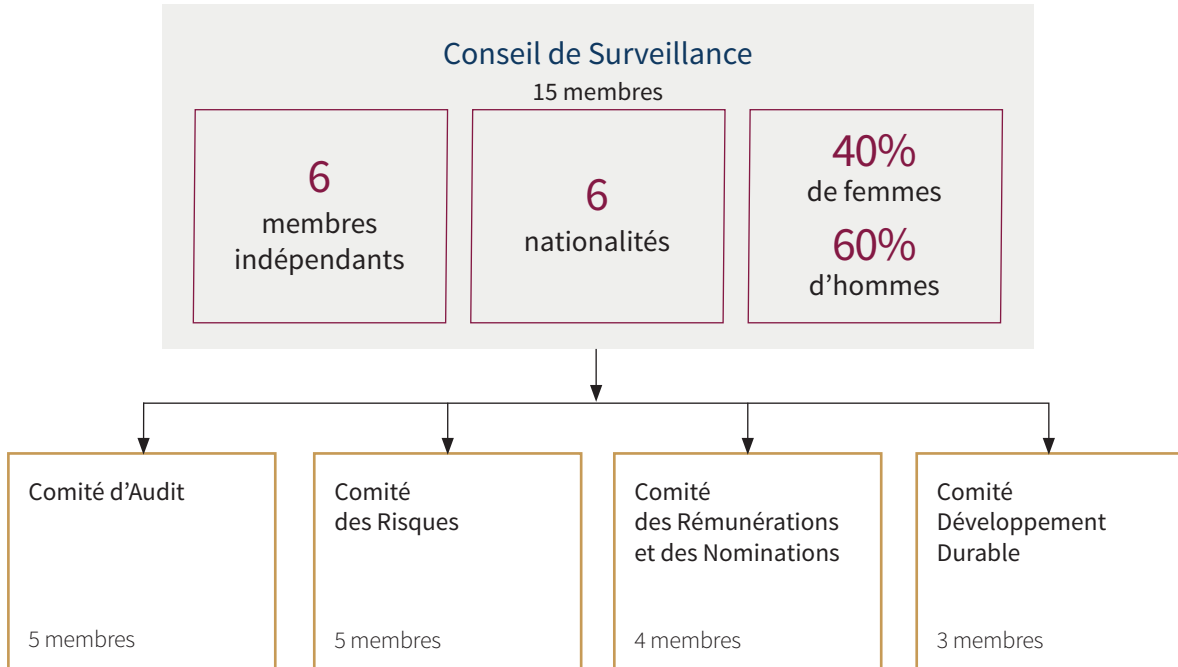 Conseil de Surveillance
15 membres
6
membres
indépendants
6
nationalités
40%
de femmes
60%
d’hommes
Comité d’Audit
5 membres
Comité
des Risques
5 membres
Comité
des Rémunérations
et des Nominations
4 membres
Comité
Développement
Durable
3 membres